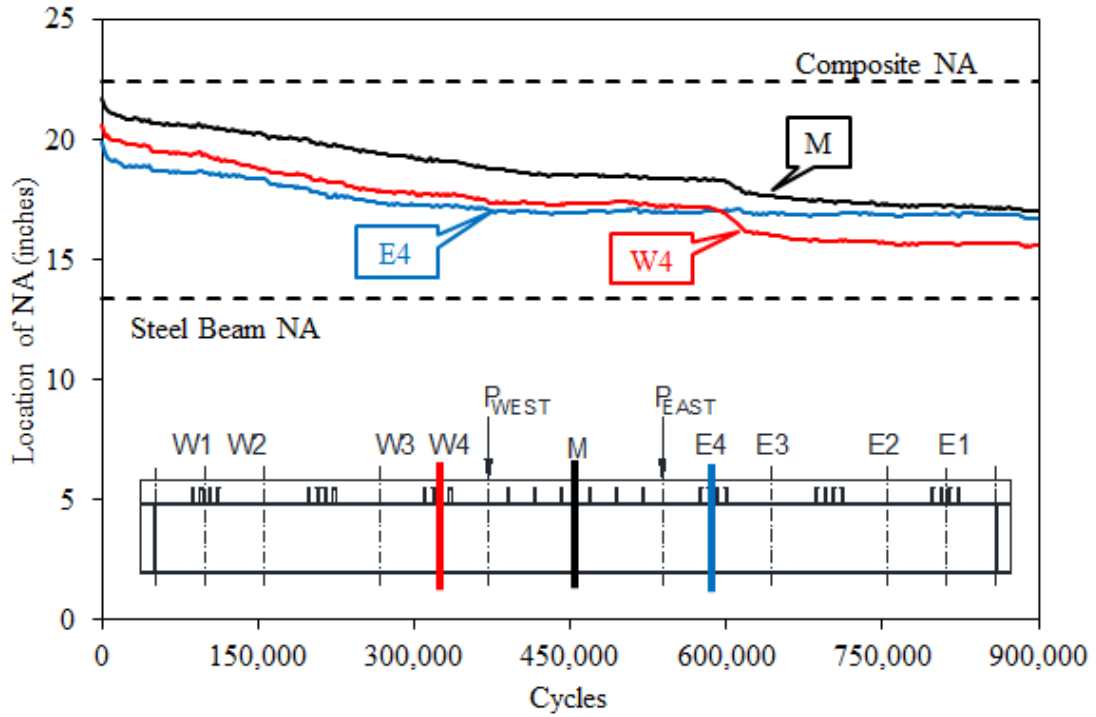 25
20
15
10
5
0
Location of NA (inches)
Composite NA
M
E4
W4
Steel Beam NA
PWEST
PEAST
W1 W2 W3 W4 M E4 E3 E2 E1
0 150,000 300,000 450,000 600,000 750,000 900,000
Cycles